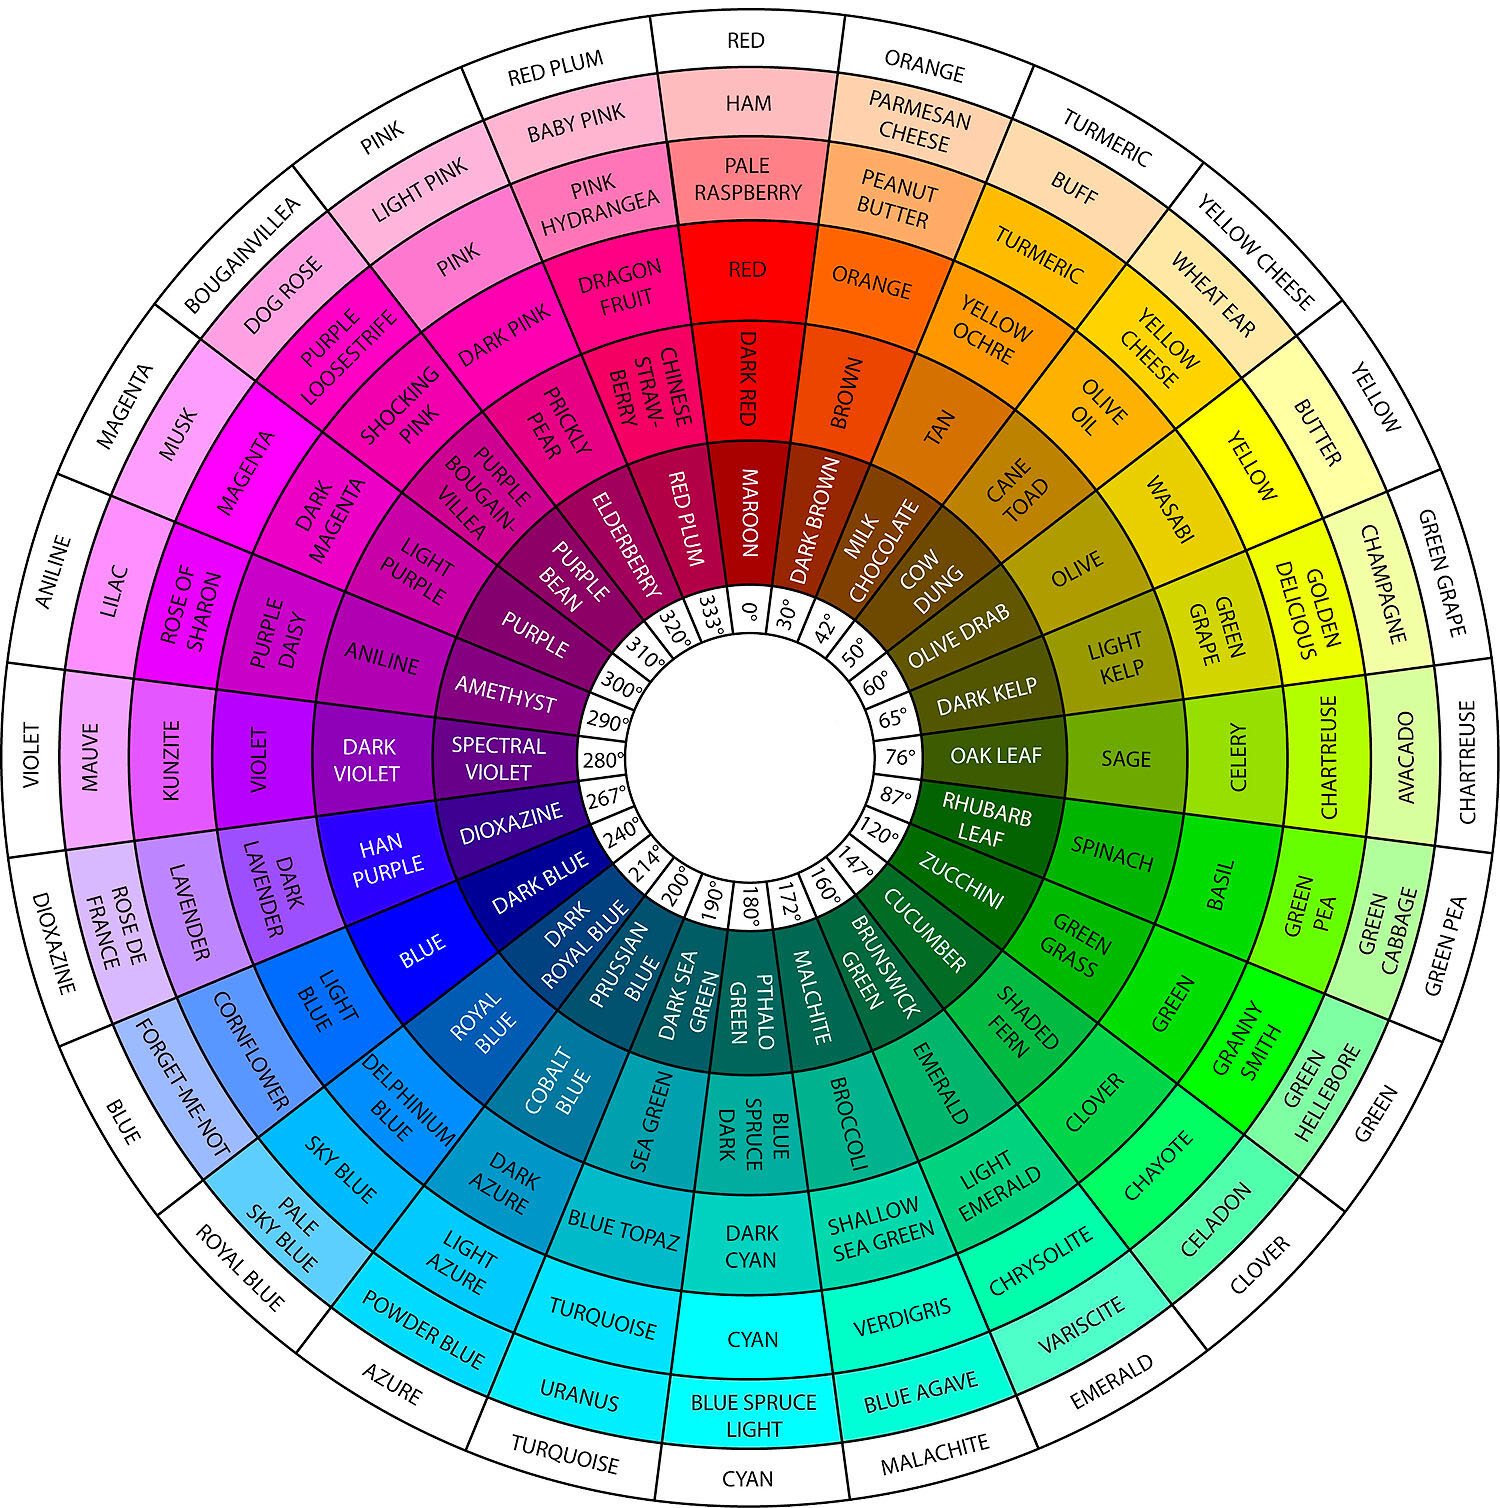 RED
HAM
PALE
RASPBERRY
RED
DARK RED
MAROON
0°
ORANGE
PARMESAN
CHEESE
PEANUT
BUTTER
ORANGE
BROWN
DARK BROWN
30°
TURMERIC
BUFF
TURMERIC
YELLOW
OCHRE
TAN
MILK
CHOCOLATE
42°
YELLOW CHEESE
WHEAT EAR
YELLOW
CHEESE
OLIVE
OIL
CANE
TOAD
COW
DUNG
50°
YELLOW
BUTTER
YELLOW
WASABI
OLIVE
OLIVE DRAB
60°
GREEN GRAPE
CHAMPAGNE
GOLDEN
DELICIOUS
GREEN
GRAPE
LIGHT
KELP
DARK KELP
65°
CHARTREUSE
AVACADO
CHARTREUSE
CELERY
SAGE
OAK LEAF
76°
GREEN PEA
GREEN
CABBAGE
GREEN
PEA
BASIL
SPINACH
RHUBARB
LEAF
87°
GREEN
GREEN
HELLEBORE
GRANNY
SMITH
GREEN
GREEN
GRASS
ZUCCHINI
120°
CLOVER
CELADON
CHAYOTE
CLOVER
SHADED
FERN
CUCUMBER
147°
EMERALD
VARISCITE
CHRYSOLITE
LIGHT
EMERALD
EMERALD
BRUNSWICK
GREEN
160°
MALACHITE
BLUE AGAVE
VERDIGRIS
SHALLOW
SEA GREEN
BROCCOLI
MALCHITE
172°
CYAN
BLUE SPRUCE
LIGHT
CYAN
DARK
CYAN
BLUE
SPRUCE
DARK
PTHALO
GREEN
180°
TURQUOISE
URANUS
TURQUOISE
BLUE TOPAZ
SEA GREEN
DARK SEA
GREEN
190°
AZURE
POWDER BLUE
LIGHT
AZURE
DARK
AZURE
COBALT
BLUE
PRUSSIAN
BLUE
200°
ROYAL BLUE
PALE
SKY BLUE
SKY BLUE
DELPHINIUM
BLUE
ROYAL
BLUE
DARK
ROYAL BLUE
214°
BLUE
FORGET-ME-NOT
CORNFLOWER
LIGHT
BLUE
BLUE
DARK BLUE
240°
DIOXAZINE
ROSE DE
FRANCE
LAVENDER
DARK
LAVENDER
HAN
PURPLE
DIOXAZINE
267°
VIOLET
MAUVE
KUNZITE
VIOLET
DARK
VIOLET
SPECTRAL
VIOLET
280°
ANILINE
LILAC
ROSE OF
SHARON
PURPLE
DAISY
ANILINE
AMETHYST
290°
MAGENTA
MUSK
MAGENTA
DARK
MAGENTA
LIGHT
PURPLE
PURPLE
300°
BOUGAINVILLEA
DOG ROSE
PURPLE
LOOSESTRIFE
SHOCKING
PINK
PURPLE
BOUGAIN-
VILLEA
PURPLE
BEAN
310°
PINK
LIGHT PINK
PINK
DARK PINK
PRICKLY
PEAR
ELDERBERRY
320°
RED PLUM
BABY PINK
PINK
HYDRANGEA
DRAGON
FRUIT
CHINESE
STRAW-
BERRY
RED PLUM
333°